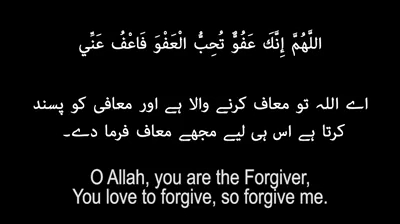 اللَّهُمَّ إِنَّكَ عَفُوٌّ تُحِبُّ الْعَفْوَ فَاعْفُ عَنِّي
اے اللہ تو معاف کرنے والا ہے اور معافی کو پسند
کرتا ہے اس ہی لیے مجھے معاف فرما دے۔
O Allah, you are the Forgiver,
You love to forgive, so forgive me.